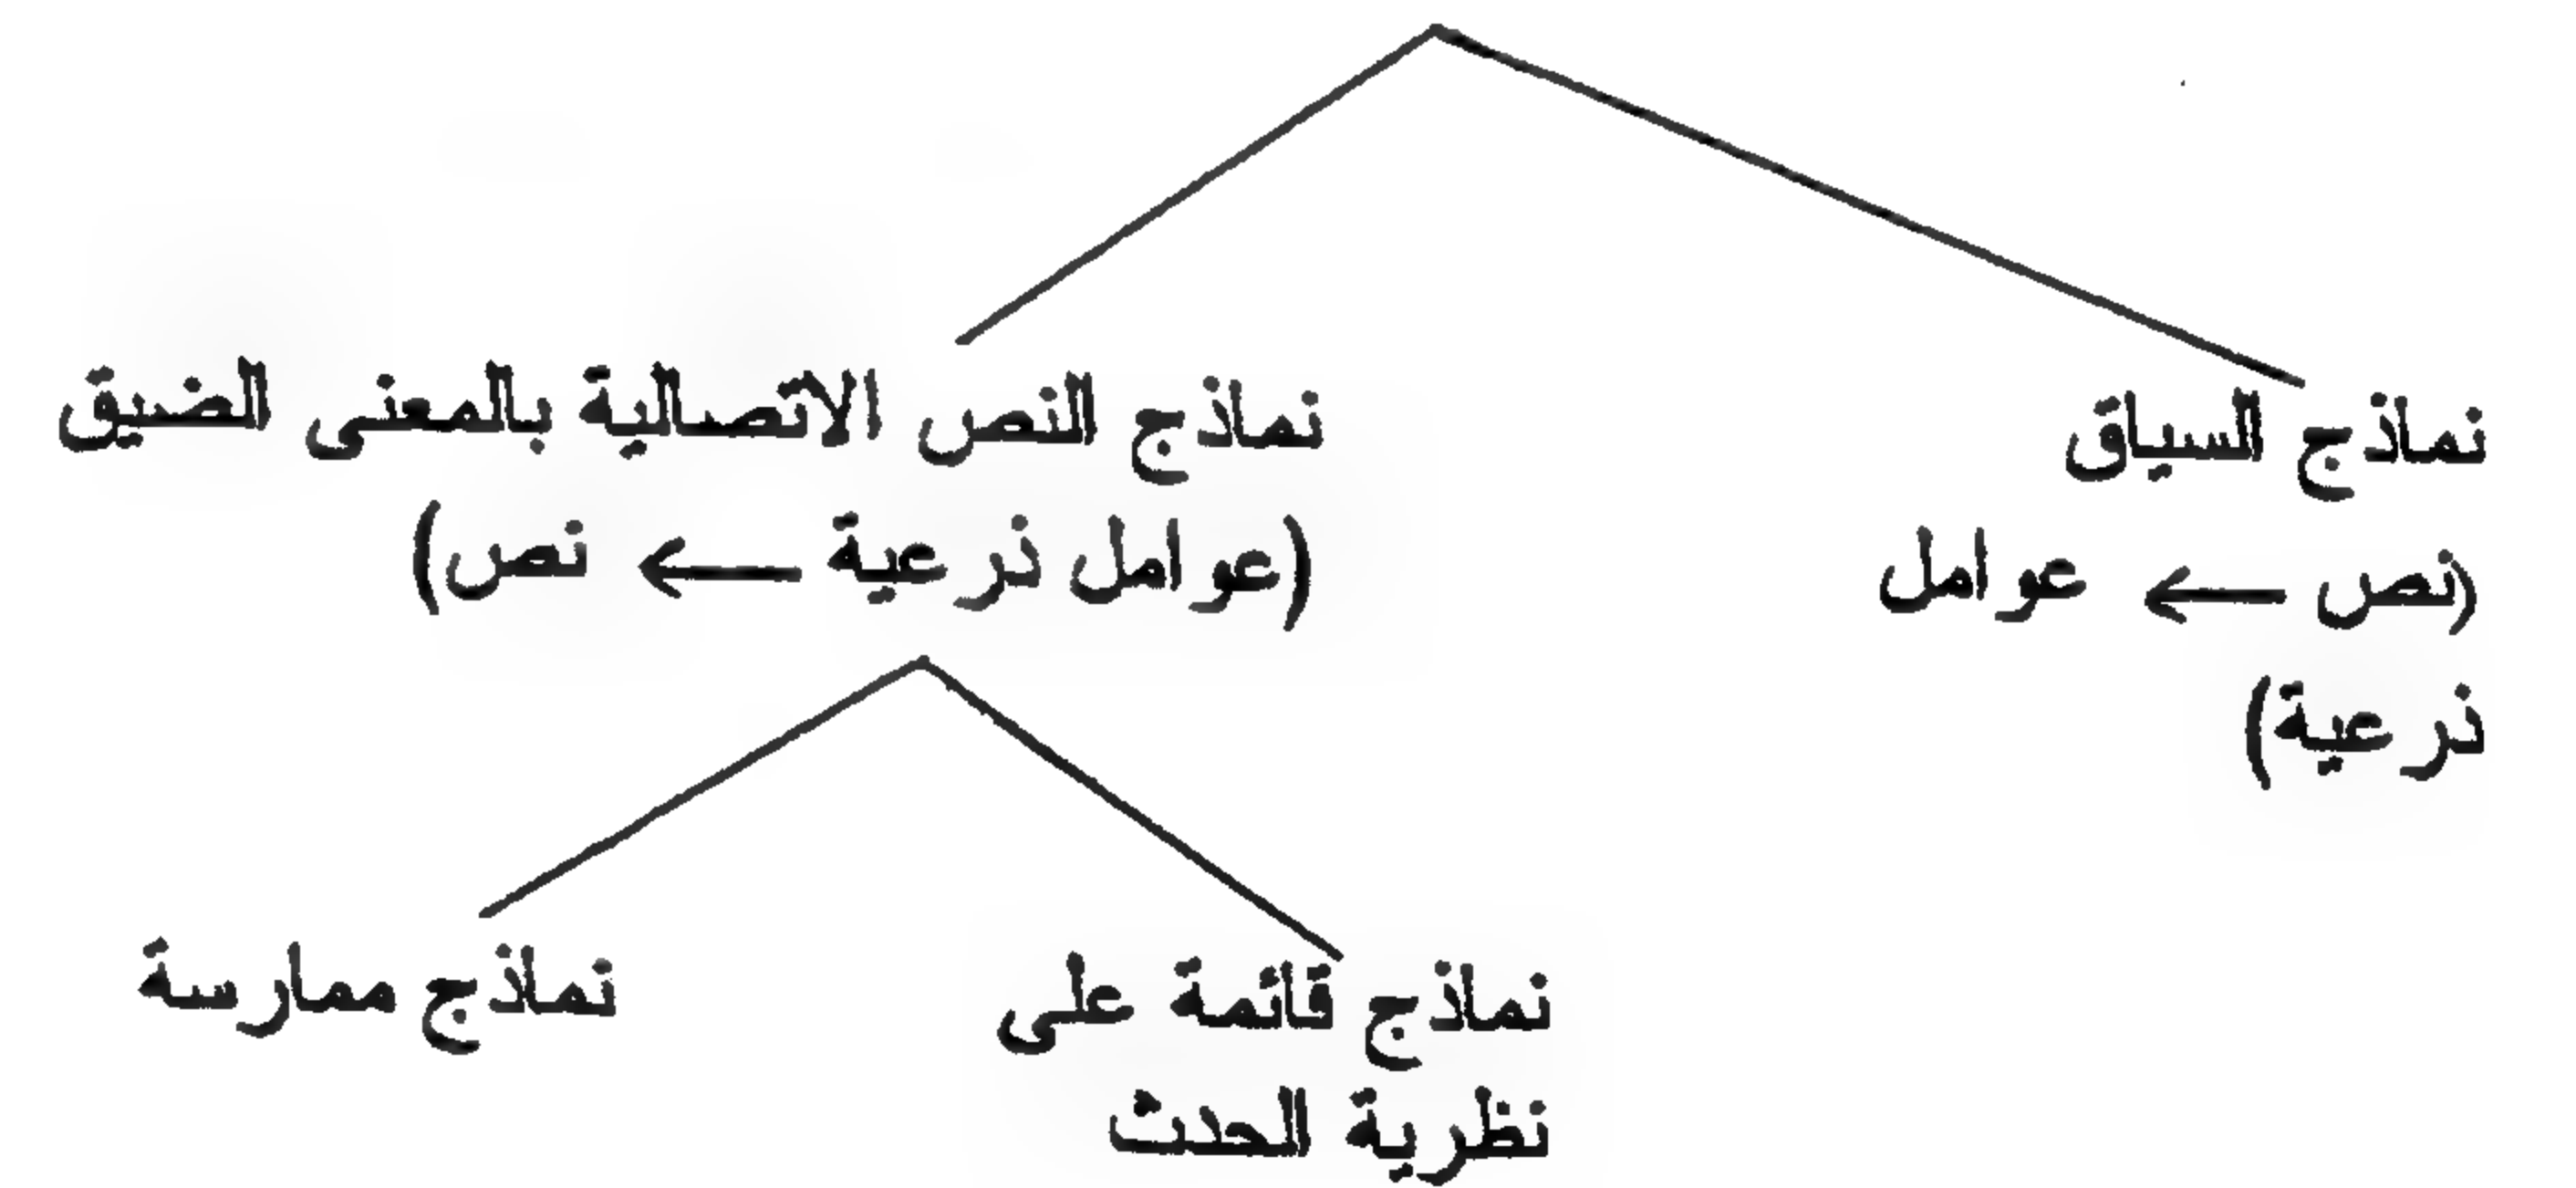 نماذج السياق
(نص ← عوامل
ذرعية)
نماذج النص الاتصالية بالمعنى الضيق
(عوامل ذرعية ← نص)
نماذج قائمة على
نظرية الحدث
نماذج ممارسة